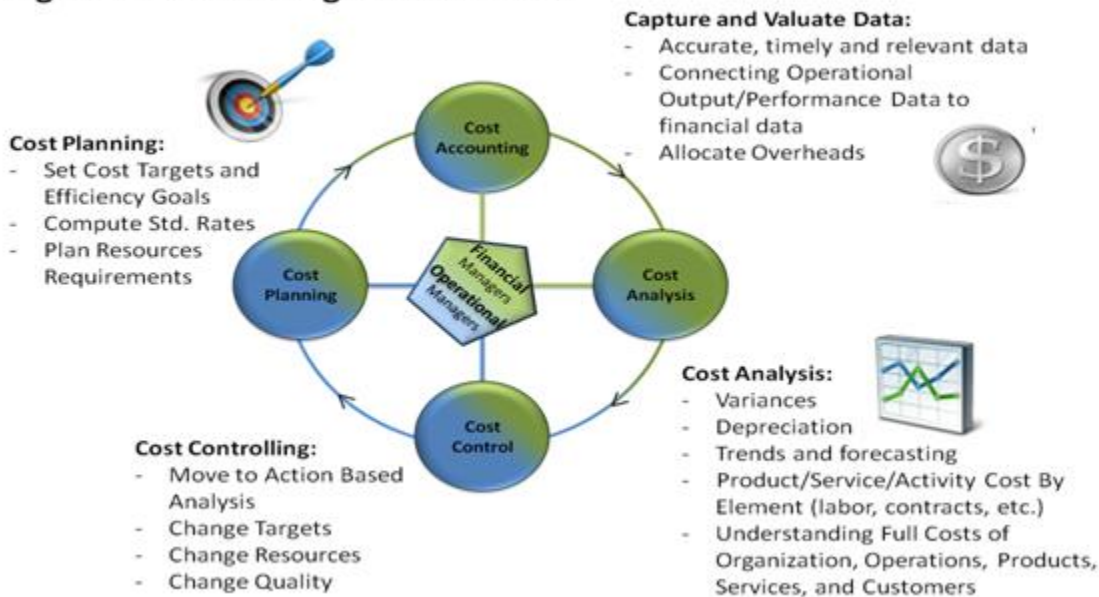 Capture and Valuate Data:
- Accurate, timely and relevant data
- Connecting Operational
Output/Performance Data to
financial data
- Allocate Overheads
Cost Planning:
- Set Cost Targets and
Efficiency Goals
- Compute Std. Rates
- Plan Resources
Requirements
Cost
Accounting
Cost
Planning
Financial
Managers
Operational
Managers
Cost
Analysis
Cost
Control
Cost Analysis:
- Variances
- Depreciation
- Trends and forecasting
- Product/Service/Activity Cost By
Element (labor, contracts, etc.)
- Understanding Full Costs of
Organization, Operations, Products,
Services, and Customers
Cost Controlling:
- Move to Action Based
Analysis
- Change Targets
- Change Resources
- Change Quality
$